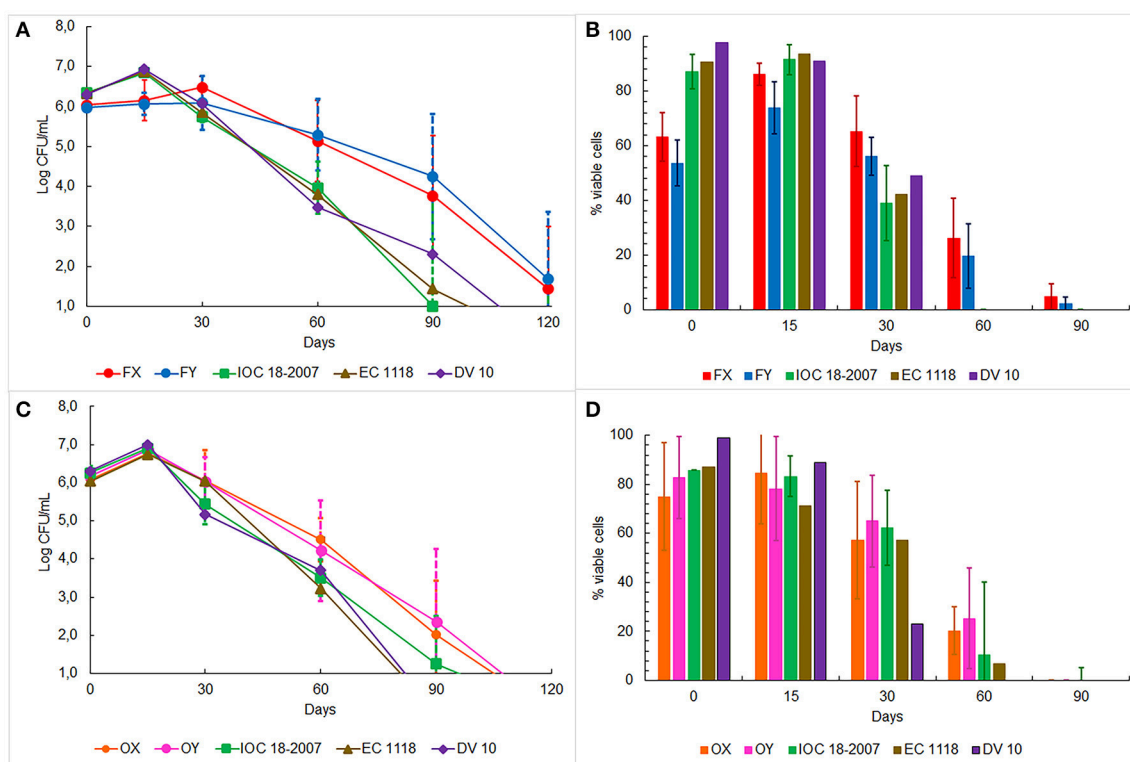 A
8,0
7,0
6,0
5,0
4,0
3,0
2,0
1,0
Log CFU/mL
0 30 60 90 120
Days
FX FY IOC 18-2007 EC 1118 DV 10
B
100
80
60
40
20
0
% viable cells
0 15 30 60 90
Days
FX FY IOC 18-2007 EC 1118 DV 10
C
8,0
7,0
6,0
5,0
4,0
3,0
2,0
1,0
Log CFU/mL
0 30 60 90 120
Days
OX OY IOC 18-2007 EC 1118 DV 10
D
100
80
60
40
20
0
% viable cells
0 15 30 60 90
Days
OX OY IOC 18-2007 EC 1118 DV 10